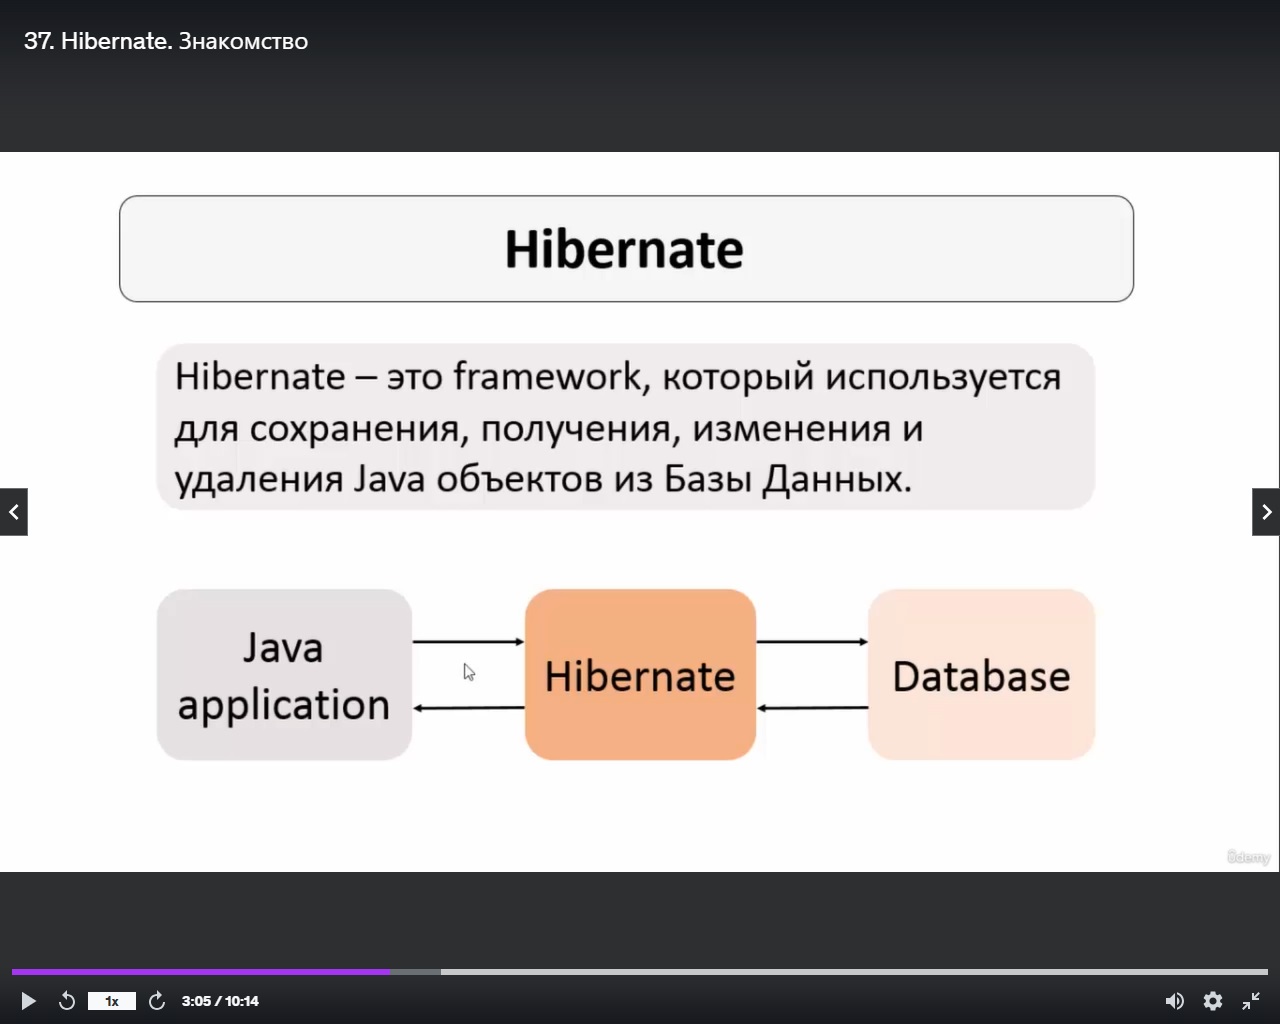 37. Hibernate. Знакомство
Hibernate
Hibernate – это framework, который используется
для сохранения, получения, изменения и
удаления Java объектов из Базы Данных.
Java
application
Hibernate
Database
ûdemy
1x
3:05 / 10:14